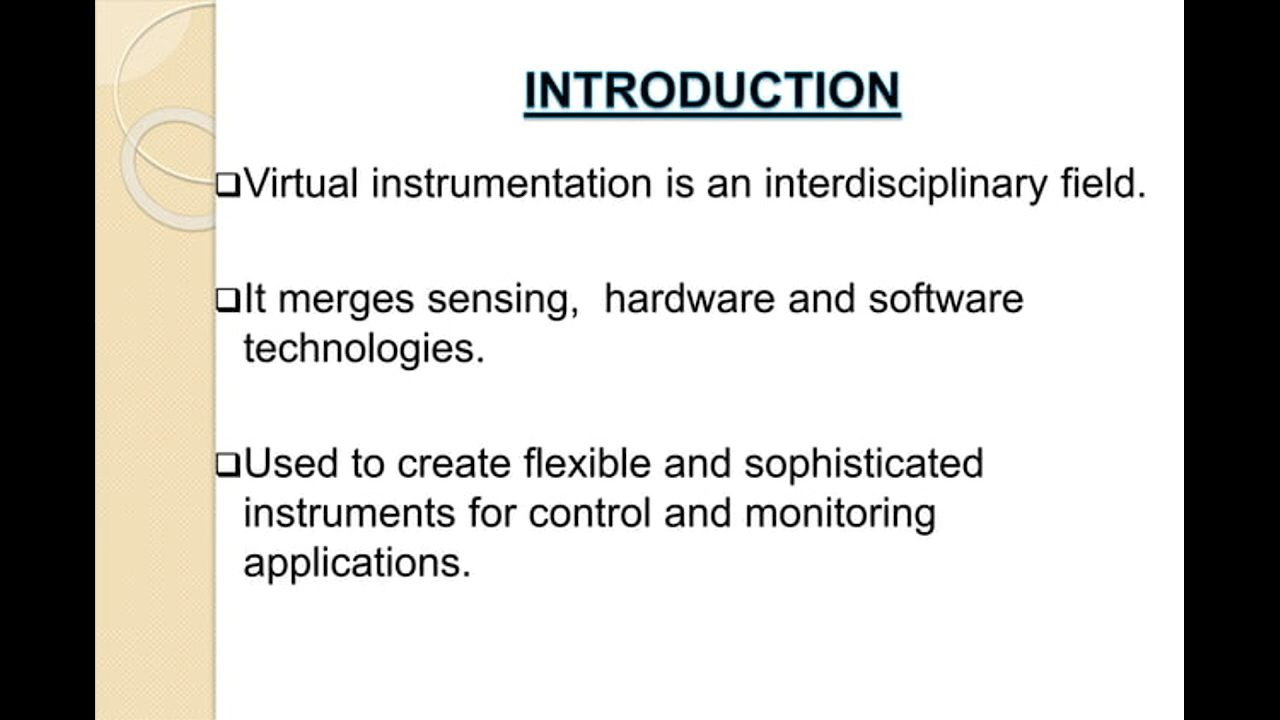 INTRODUCTION
❑Virtual instrumentation is an interdisciplinary field.
❑It merges sensing,  hardware and software
technologies.
❑Used to create flexible and sophisticated
instruments for control and monitoring
applications.